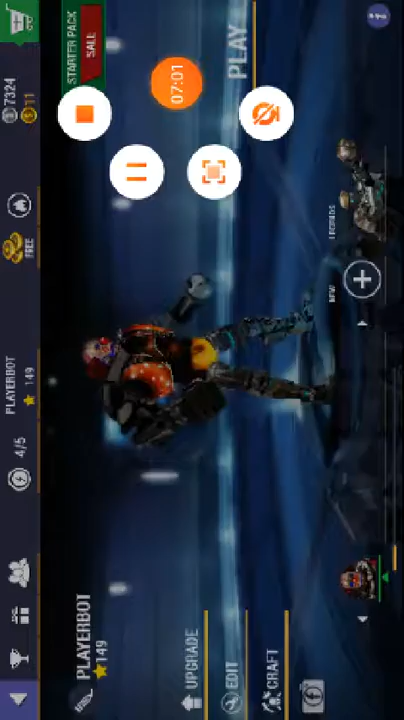 7324
11
FREE
PLAYERBOT
149
4/5
STARTER PACK
SALE
07:01
PLAY
PLAYERBOT
149
UPGRADE
EDIT
CRAFT
LEGENDS
NEW